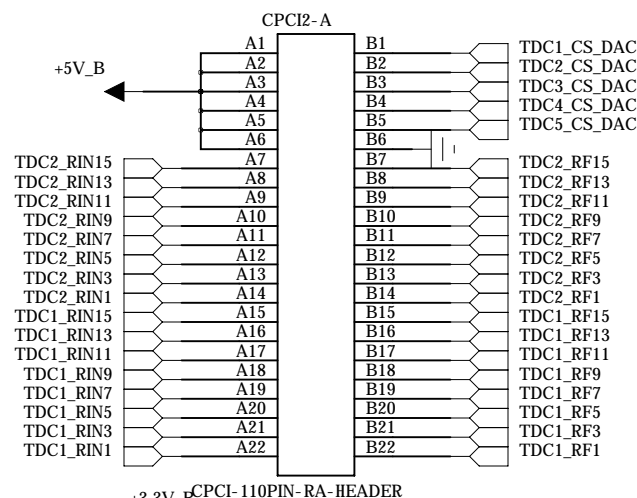 CPCI2-A
A1 B1 TDC1_CS_DAC
A2 B2 TDC2_CS_DAC
+5V_B A3 B3 TDC3_CS_DAC
A4 B4 TDC4_CS_DAC
A5 B5 TDC5_CS_DAC
A6 B6
TDC2_RIN15 A7 B7 TDC2_RF15
TDC2_RIN13 A8 B8 TDC2_RF13
TDC2_RIN11 A9 B9 TDC2_RF11
TDC2_RIN9 A10 B10 TDC2_RF9
TDC2_RIN7 A11 B11 TDC2_RF7
TDC2_RIN5 A12 B12 TDC2_RF5
TDC2_RIN3 A13 B13 TDC2_RF3
TDC2_RIN1 A14 B14 TDC2_RF1
TDC1_RIN15 A15 B15 TDC1_RF15
TDC1_RIN13 A16 B16 TDC1_RF13
TDC1_RIN11 A17 B17 TDC1_RF11
TDC1_RIN9 A18 B18 TDC1_RF9
TDC1_RIN7 A19 B19 TDC1_RF7
TDC1_RIN5 A20 B20 TDC1_RF5
TDC1_RIN3 A21 B21 TDC1_RF3
TDC1_RIN1 A22 B22 TDC1_RF1
+3.3V_B CPCI-110PIN-RA-HEADER